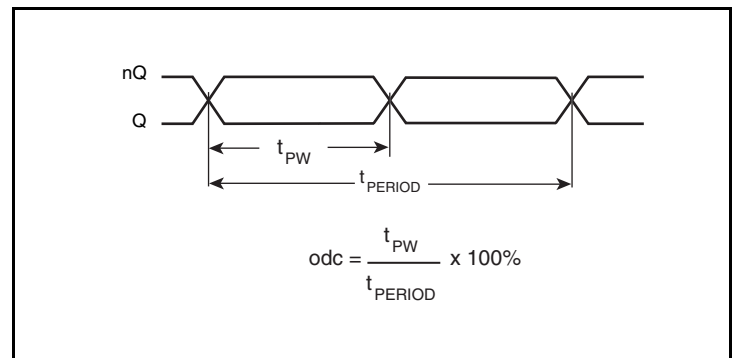 nQ
Q
tPW
tPERIOD
odc = tPW / tPERIOD x 100%